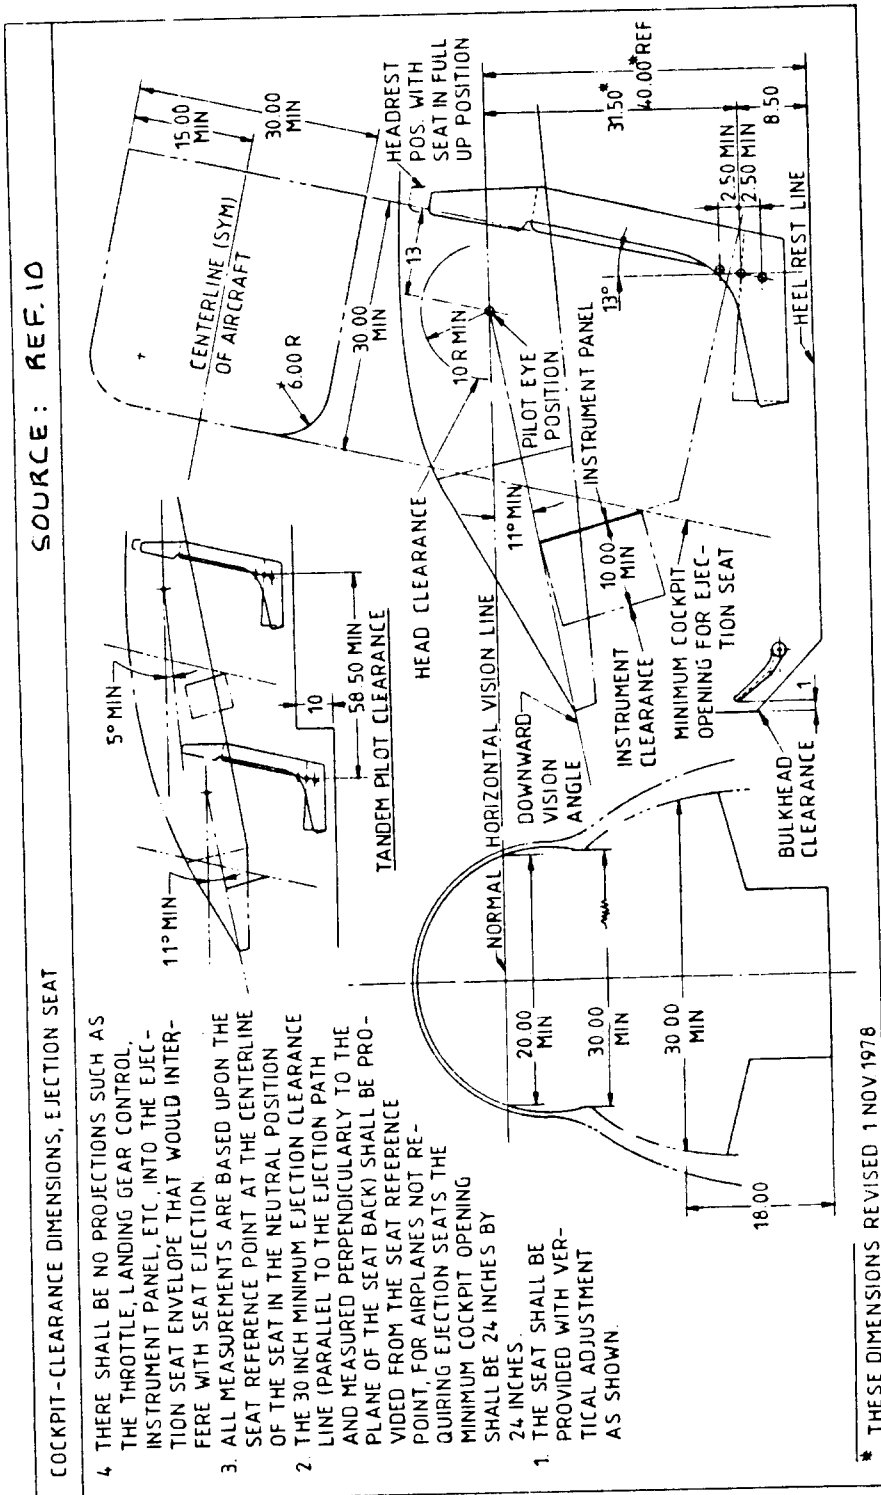 SOURCE: REF. 10
COCKPIT-CLEARANCE DIMENSIONS, EJECTION SEAT
4 THERE SHALL BE NO PROJECTIONS SUCH AS
THE THROTTLE, LANDING GEAR CONTROL,
INSTRUMENT PANEL, ETC, INTO THE EJEC-
TION SEAT ENVELOPE THAT WOULD INTER-
FERE WITH SEAT EJECTION.
3. ALL MEASUREMENTS ARE BASED UPON THE
SEAT REFERENCE POINT AT THE CENTERLINE
OF THE SEAT IN THE NEUTRAL POSITION
2 THE 30 INCH MINIMUM EJECTION CLEARANCE
LINE (PARALLEL TO THE EJECTION PATH
AND MEASURED PERPENDICULARLY TO THE
PLANE OF THE SEAT BACK) SHALL BE PRO-
VIDED FROM THE SEAT REFERENCE
POINT, FOR AIRPLANES NOT RE-
QUIRING EJECTION SEATS THE
MINIMUM COCKPIT OPENING
SHALL BE 24 INCHES BY
24 INCHES.
1. THE SEAT SHALL BE
PROVIDED WITH VER-
TICAL ADJUSTMENT
AS SHOWN.
5° MIN
11° MIN
10
58.50 MIN
TANDEM PILOT CLEARANCE
15.00
MIN
30.00
MIN
CENTERLINE (SYM)
OF AIRCRAFT
*6.00 R
30 00
MIN
HEADREST
POS. WITH
SEAT IN FULL
UP POSITION
13
10 R MIN
HEAD CLEARANCE
PILOT EYE
POSITION
11° MIN
INSTRUMENT PANEL
NORMAL HORIZONTAL VISION LINE
DOWNWARD
VISION
ANGLE
10 00
MIN
INSTRUMENT
CLEARANCE
MINIMUM COCKPIT
OPENING FOR EJEC-
TION SEAT
13°
31.50*
40.00*REF
2.50 MIN
2.50 MIN
8.50
HEEL REST LINE
1
BULKHEAD
CLEARANCE
20.00
MIN
30 00
MIN
30 00
MIN
18.00
* THESE DIMENSIONS REVISED 1 NOV 1978